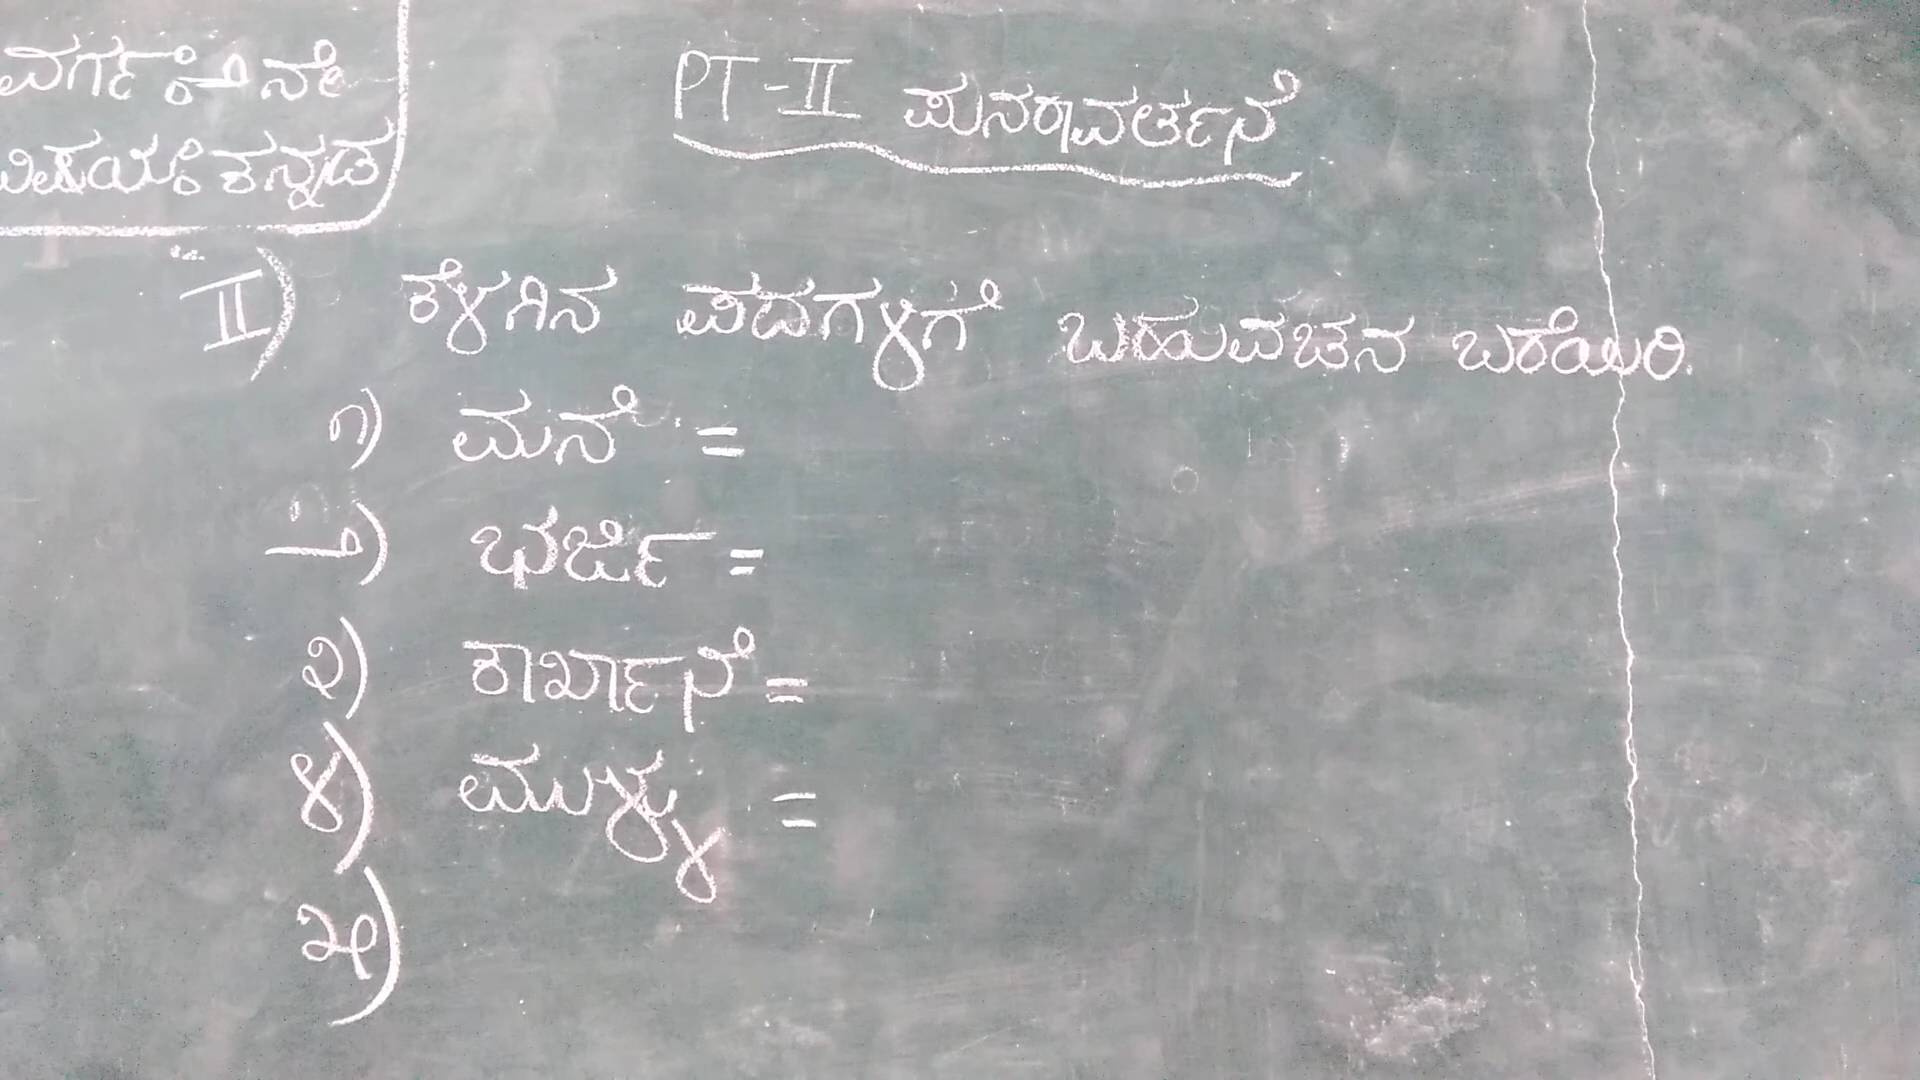 ವರ್ಗ:೨ನೇ
ವಿಷಯ:ಕನ್ನಡ
PT-II ಪುನರಾವರ್ತನೆ
II) ಕೆಳಗಿನ ಪದಗಳಿಗೆ ಬಹುವಚನ ಬರೆಯಿರಿ.
೧) ಮನೆ =
೨) ಭರ್ಜಿ =
೩) ಕಾರ್ಖಾನೆ =
೪) ಮುಳ್ಳು =
೫)